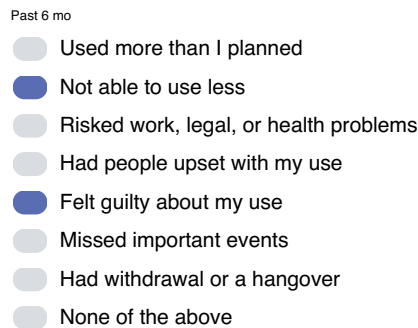 Past 6 mo
Used more than I planned
Not able to use less
Risked work, legal, or health problems
Had people upset with my use
Felt guilty about my use
Missed important events
Had withdrawal or a hangover
None of the above